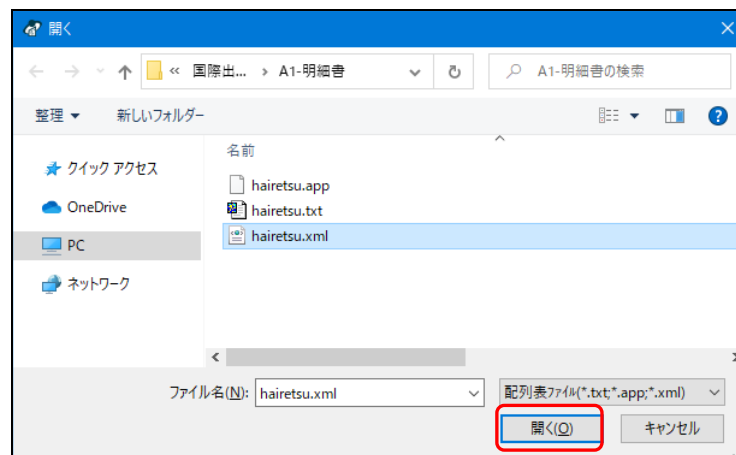 開く
« 国際出... › A1-明細書
A1-明細書の検索
整理 ▼ 新しいフォルダー
名前
クイック アクセス
OneDrive
PC
ネットワーク
hairetsu.app
hairetsu.txt
hairetsu.xml
ファイル名(N): hairetsu.xml
配列表ファイル(*.txt;*.app;*.xml)
開く(O) キャンセル